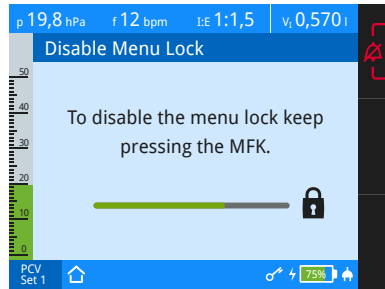 p 19,8 hPa f 12 bpm I:E 1:1,5 VI 0,570 l
Disable Menu Lock
50
40
To disable the menu lock keep
30
pressing the MFK.
20
10
0
PCV
Set 1
75%